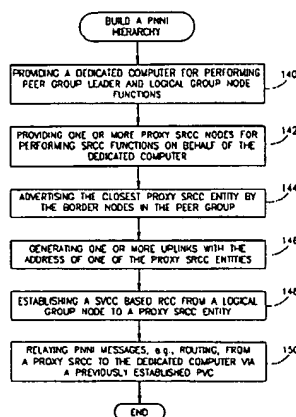 BUILD A PNNI
HIERARCHY
PROVIDING A DEDICATED COMPUTER FOR PERFORMING
PEER GROUP LEADER AND LOGICAL GROUP NODE
FUNCTIONS
140
PROVIDING ONE OR MORE PROXY SRCC NODES FOR
PERFORMING SRCC FUNCTIONS ON BEHALF OF THE
DEDICATED COMPUTER
142
ADVERTISING THE CLOSEST PROXY SRCC ENTITY BY
THE BORDER NODES IN THE PEER GROUP
144
GENERATING ONE OR MORE UPLINKS WITH THE
ADDRESS OF ONE OF THE PROXY SRCC ENTITIES
146
ESTABLISHING A SVCC BASED RCC FROM A LOGICAL
GROUP NODE TO A PROXY SRCC ENTITY
148
RELAYING PNNI MESSAGES, E.G., ROUTING, FROM
A PROXY SRCC TO THE DEDICATED COMPUTER VIA
A PREVIOUSLY ESTABLISHED PVC
150
END